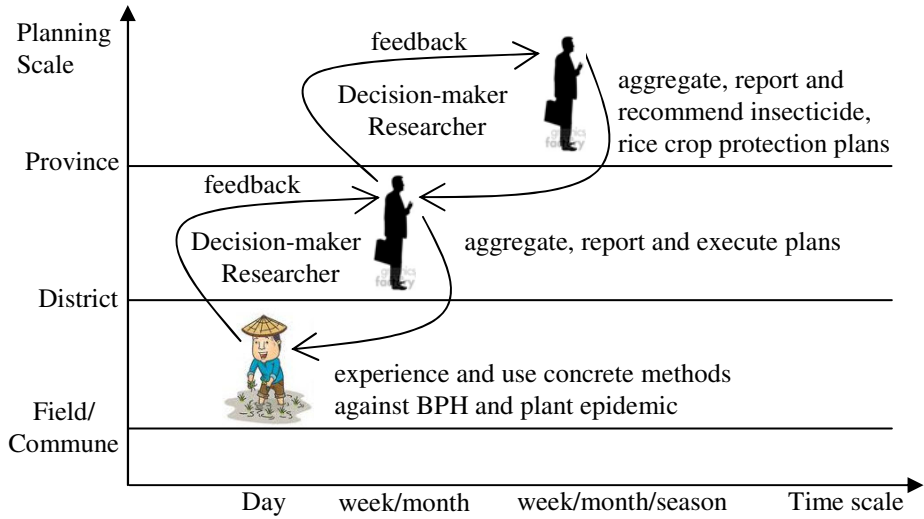 Planning
Scale
feedback
Decision-maker
Researcher
aggregate, report and
recommend insecticide,
rice crop protection plans
Province
feedback
Decision-maker
Researcher
aggregate, report and execute plans
District
experience and use concrete methods
against BPH and plant epidemic
Field/
Commune
Day
week/month
week/month/season
Time scale